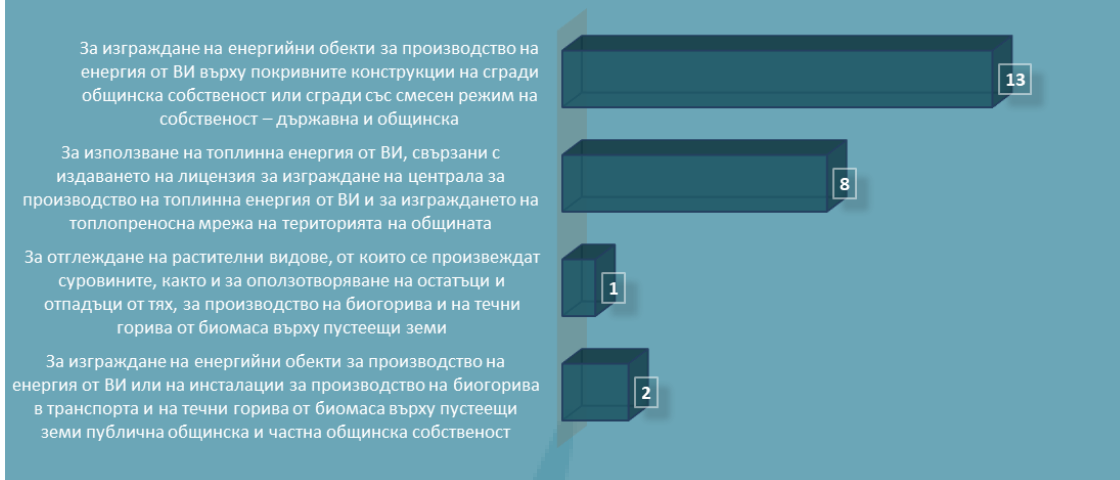 За изграждане на енергийни обекти за производство на
енергия от ВИ върху покривните конструкции на сгради
общинска собственост или сгради със смесен режим на
собственост – държавна и общинска
13
За използване на топлинна енергия от ВИ, свързани с
издаването на лицензия за изграждане на централа за
производство на топлинна енергия от ВИ и за изграждането на
топлопреносна мрежа на територията на общината
8
За отглеждане на растителни видове, от които се произвеждат
суровините, както и за оползотворяване на остатъци и
отпадъци от тях, за производство на биогорива и на течни
горива от биомаса върху пустеещи земи
1
За изграждане на енергийни обекти за производство на
енергия от ВИ или на инсталации за производство на биогорива
в транспорта и на течни горива от биомаса върху пустеещи
земи публична общинска и частна общинска собственост
2